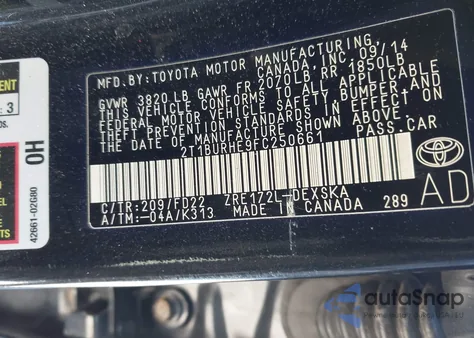 MFD. BY: TOYOTA MOTOR MANUFACTURING
CANADA, INC. 09/14
GVWR 3820 LB GAWR FR 2070LB RR 1850LB
THIS VEHICLE CONFORMS TO ALL APPLICABLE
FEDERAL MOTOR VEHICLE SAFETY, BUMPER AND
THEFT PREVENTION STANDARDS IN EFFECT ON
THE DATE OF MANUFACTURE SHOWN ABOVE.
2T1BURHE9FC250661 PASS.CAR
C/TR: 209/FD22 ZRE172L-DEXSKA
A/TM: -04A/K313 MADE IN CANADA 289
TOYOTA
AD
3
OH
42661-02G80
autoSnap